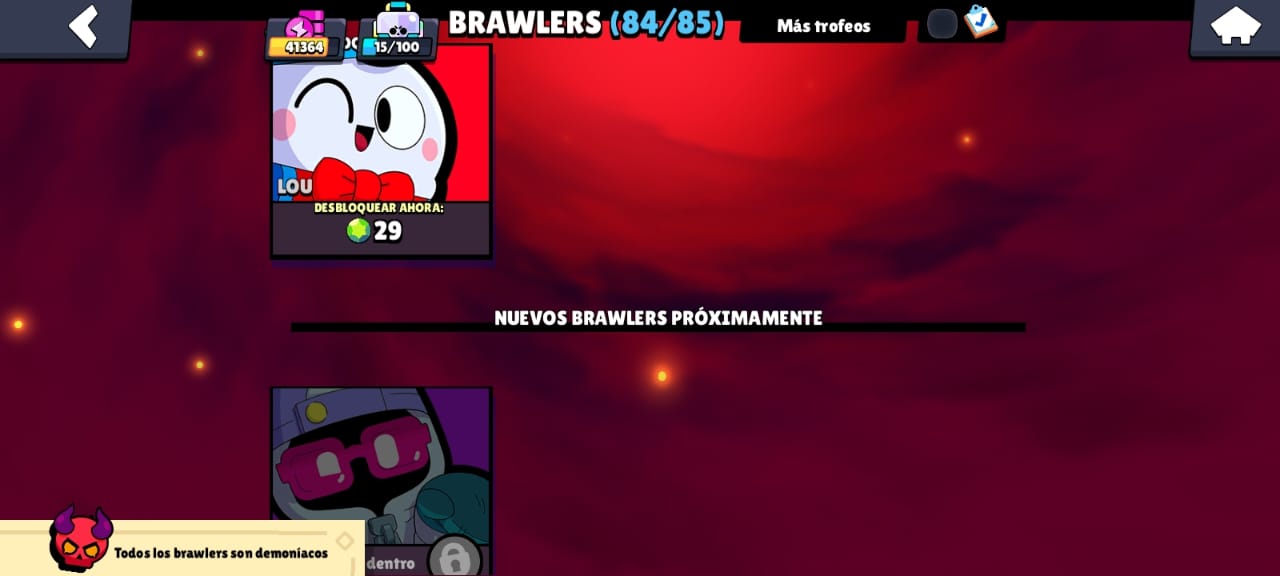 BRAWLERS (84/85)
Más trofeos
41364
15/100
LOU
DESBLOQUEAR AHORA:
29
NUEVOS BRAWLERS PRÓXIMAMENTE
Todos los brawlers son demoniacos
dentro